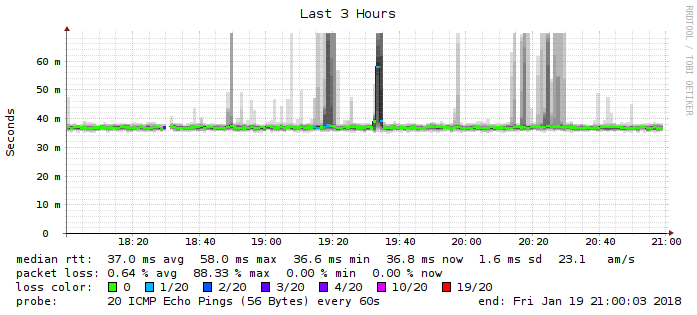 Last 3 Hours
RRDTOOL / TOBI OETIKER
Seconds
60 m
50 m
40 m
30 m
20 m
10 m
0
18:20 18:40 19:00 19:20 19:40 20:00 20:20 20:40 21:00
median rtt: 37.0 ms avg 58.0 ms max 36.6 ms min 36.8 ms now 1.6 ms sd 23.1 am/s
packet loss: 0.64 % avg 88.33 % max 0.00 % min 0.00 % now
loss color: 0 1/20 2/20 3/20 4/20 10/20 19/20
probe: 20 ICMP Echo Pings (56 Bytes) every 60s end: Fri Jan 19 21:00:03 2018